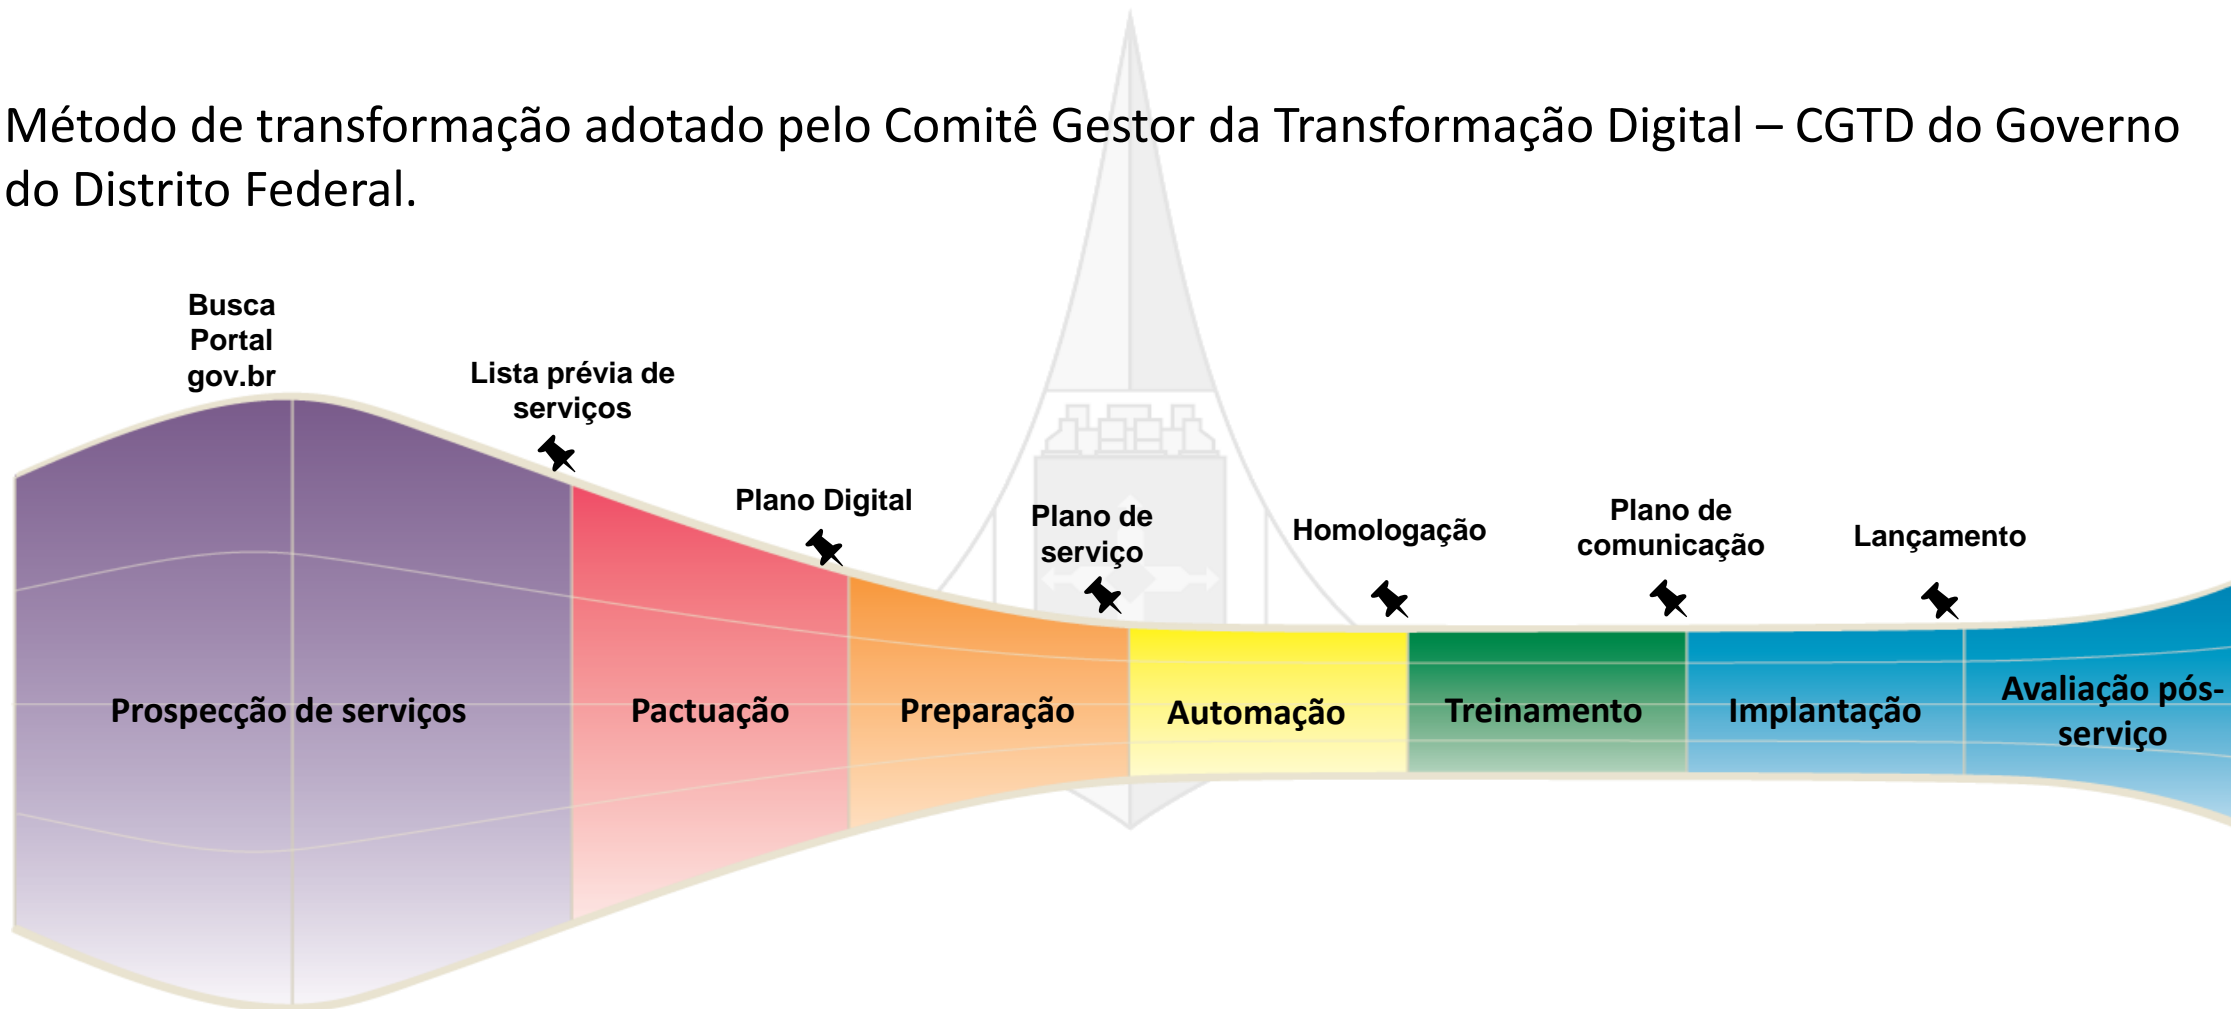 Método de transformação adotado pelo Comitê Gestor da Transformação Digital – CGTD do Governo
do Distrito Federal.
Busca
Portal
gov.br
Lista prévia de
serviços
Plano Digital
Plano de
serviço
Homologação
Plano de
comunicação
Lançamento
Prospecção de serviços
Pactuação
Preparação
Automação
Treinamento
Implantação
Avaliação pós-
serviço